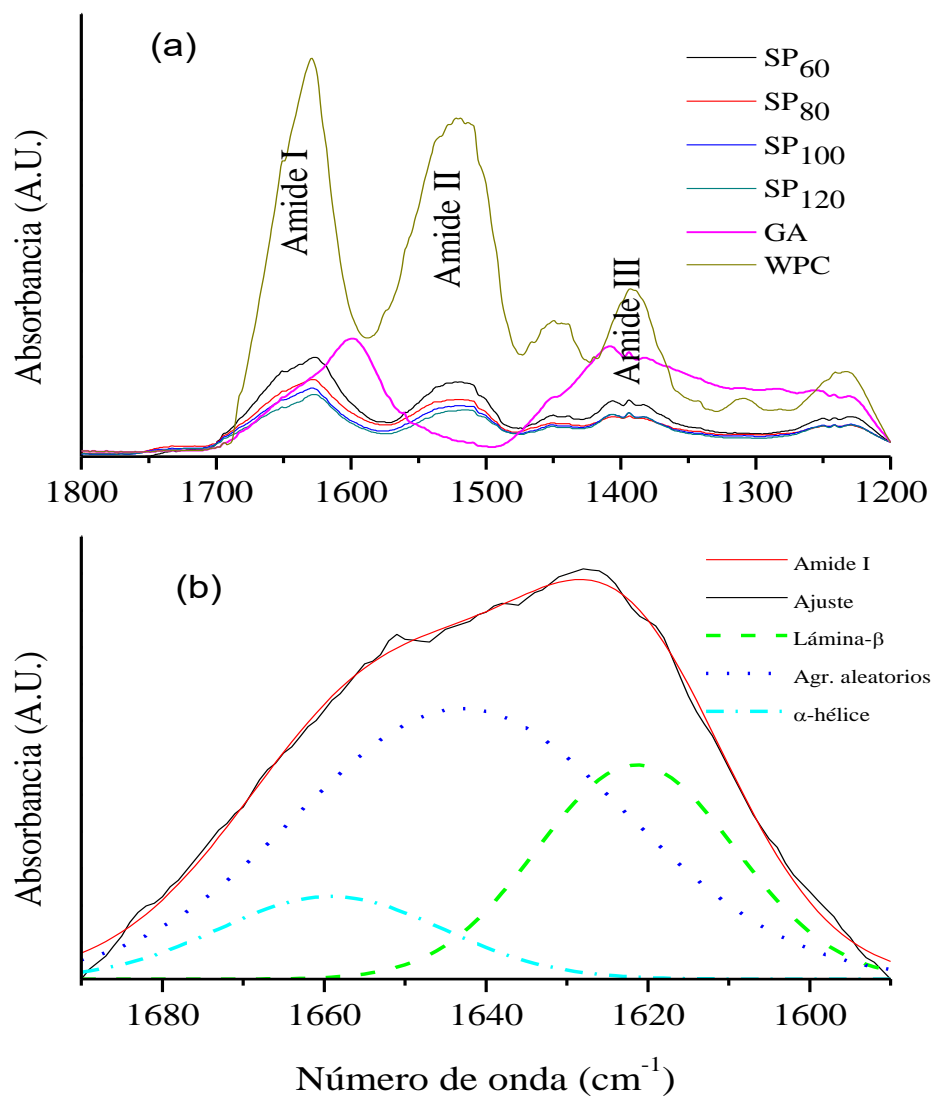 (a)
Absorbancia (A.U.)
Amide I
Amide II
Amide III
SP60
SP80
SP100
SP120
GA
WPC
1800 1700 1600 1500 1400 1300 1200
(b)
Absorbancia (A.U.)
Amide I
Ajuste
Lámina-β
Agr. aleatorios
α-hélice
1680 1660 1640 1620 1600
Número de onda (cm-1)